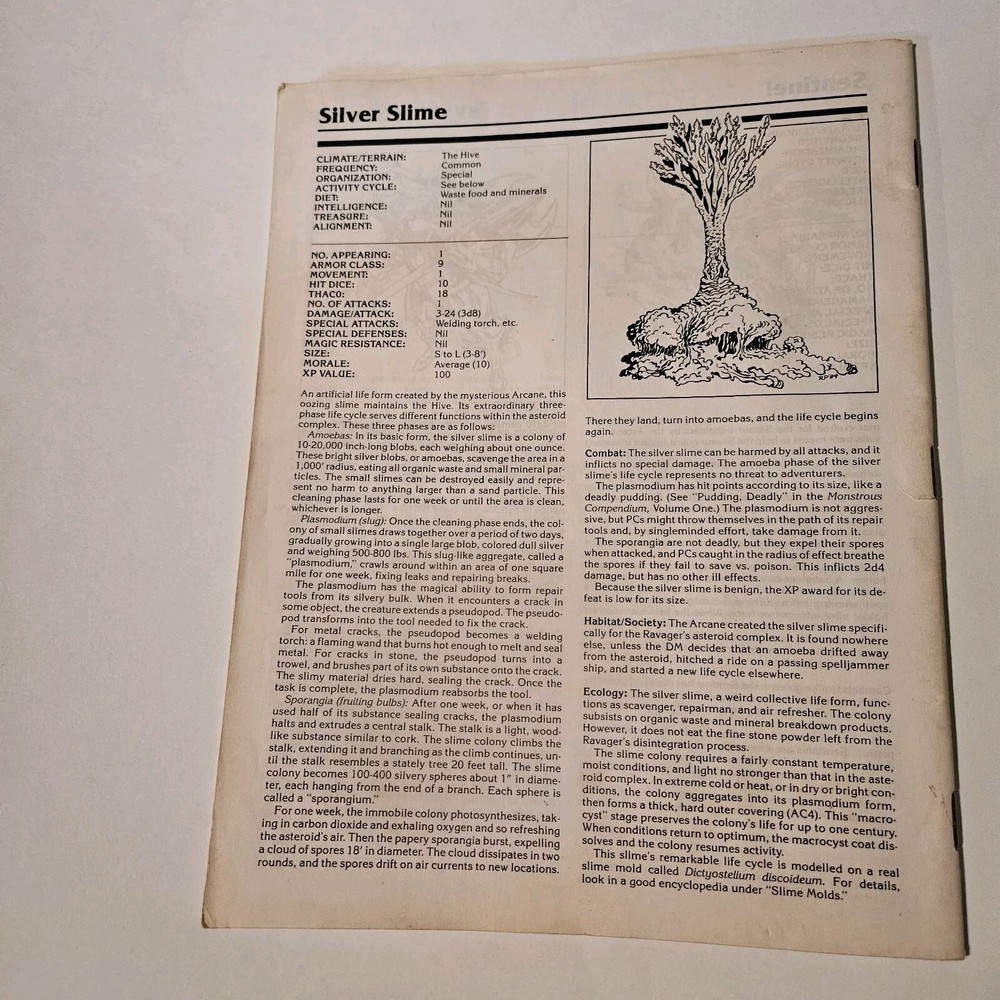 Silver Slime
CLIMATE/TERRAIN: The Hive
FREQUENCY: Common
ORGANIZATION: Special
ACTIVITY CYCLE: See below
DIET: Waste food and minerals
INTELLIGENCE: Nil
TREASURE: Nil
ALIGNMENT: Nil
NO. APPEARING: 1
ARMOR CLASS: 9
MOVEMENT: 1
HIT DICE: 10
THAC0: 18
NO. OF ATTACKS: 1
DAMAGE/ATTACK: 3-24 (3d8)
SPECIAL ATTACKS: Welding torch, etc.
SPECIAL DEFENSES: Nil
MAGIC RESISTANCE: Nil
SIZE: S to L (3-8')
MORALE: Average (10)
XP VALUE: 100
An artificial life form created by the mysterious Arcane, this
oozing slime maintains the Hive. Its extraordinary three-
phase life cycle serves different functions within the asteroid
complex. These three phases are as follows:
Amoebas: In its basic form, the silver slime is a colony of
10-20,000 inch-long blobs, each weighing about one ounce.
These bright silver blobs, or amoebas, scavenge the area in a
1,000' radius, eating all organic waste and small mineral par-
ticles. The small slimes can be destroyed easily and repre-
sent no harm to anything larger than a sand particle. This
cleaning phase lasts for one week or until the area is clean,
whichever is longer.
Plasmodium (slug): Once the cleaning phase ends, the col-
ony of small slimes draws together over a period of two days,
gradually growing into a single large blob, colored dull silver
and weighing 500-800 lbs. This slug-like aggregate, called a
"plasmodium," crawls around within an area of one square
mile for one week, fixing leaks and repairing breaks.
The plasmodium has the magical ability to form repair
tools from its silvery bulk. When it encounters a crack in
some object, the creature extends a pseudopod. The pseudo-
pod transforms into the tool needed to fix the crack.
For metal cracks, the pseudopod becomes a welding
torch: a flaming wand that burns hot enough to melt and seal
metal. For cracks in stone, the pseudopod turns into a
trowel, and brushes part of its own substance onto the crack.
The slimy material dries hard, sealing the crack. Once the
task is complete, the plasmodium reabsorbs the tool.
Sporangia (fruiting bulbs): After one week, or when it has
used half of its substance sealing cracks, the plasmodium
halts and extrudes a central stalk. The stalk is a light, wood-
like substance similar to cork. The slime colony climbs the
stalk, extending it and branching as the climb continues, un-
til the stalk resembles a stately tree 20 feet tall. The slime
colony becomes 100-400 silvery spheres about 1" in diame-
ter, each hanging from the end of a branch. Each sphere is
called a "sporangium."
For one week, the immobile colony photosynthesizes, tak-
ing in carbon dioxide and exhaling oxygen and so refreshing
the asteroid's air. Then the papery sporangia burst, expelling
a cloud of spores 18' in diameter. The cloud dissipates in two
rounds, and the spores drift on air currents to new locations.
There they land, turn into amoebas, and the life cycle begins
again.
Combat: The silver slime can be harmed by all attacks, and it
inflicts no special damage. The amoeba phase of the silver
slime's life cycle represents no threat to adventurers.
The plasmodium has hit points according to its size, like a
deadly pudding. (See "Pudding, Deadly" in the Monstrous
Compendium, Volume One.) The plasmodium is not aggres-
sive, but PCs might throw themselves in the path of its repair
tools and, by singleminded effort, take damage from it.
The sporangia are not deadly, but they expel their spores
when attacked, and PCs caught in the radius of effect breathe
the spores if they fail to save vs. poison. This inflicts 2d4
damage, but has no other ill effects.
Because the silver slime is benign, the XP award for its de-
feat is low for its size.
Habitat/Society: The Arcane created the silver slime specifi-
cally for the Ravager's asteroid complex. It is found nowhere
else, unless the DM decides that an amoeba drifted away
from the asteroid, hitched a ride on a passing spelljammer
ship, and started a new life cycle elsewhere.
Ecology: The silver slime, a weird collective life form, func-
tions as scavenger, repairman, and air refresher. The colony
subsists on organic waste and mineral breakdown products.
However, it does not eat the fine stone powder left from the
Ravager's disintegration process.
The slime colony requires a fairly constant temperature,
moist conditions, and light no stronger than that in the aste-
roid complex. In extreme cold or heat, or in dry or bright con-
ditions, the colony aggregates into its plasmodium form,
then forms a thick, hard outer covering (AC4). This "macro-
cyst" stage preserves the colony's life for up to one century.
When conditions return to optimum, the macrocyst coat dis-
solves and the colony resumes activity.
This slime's remarkable life cycle is modelled on a real
slime mold called Dictyostelium discoideum. For details,
look in a good encyclopedia under "Slime Molds."